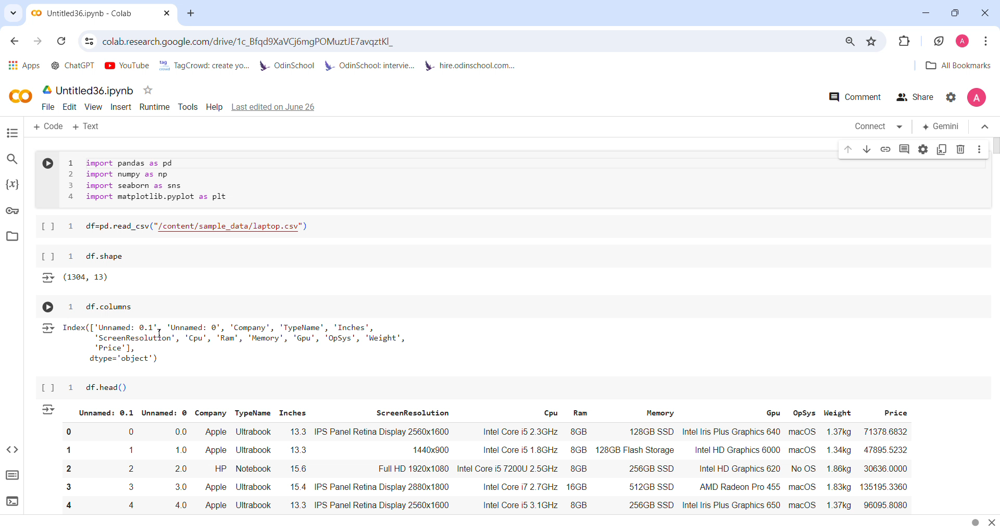 Untitled36.ipynb - Colab
colab.research.google.com/drive/1c_Bfqd9XaVCj6mgPOMuztJE7avqztKl_
A
Apps ChatGPT YouTube TagCrowd: create yo... OdinSchool OdinSchool: intervie... hire.odinschool.com... All Bookmarks
Untitled36.ipynb
Comment Share A
File Edit View Insert Runtime Tools Help Last edited on June 26
+ Code + Text Connect Gemini
1 import pandas as pd
2 import numpy as np
3 import seaborn as sns
4 import matplotlib.pyplot as plt
[ ] 1 df=pd.read_csv("/content/sample_data/laptop.csv")
[ ] 1 df.shape
(1304, 13)
1 df.columns
Index(['Unnamed: 0.1', 'Unnamed: 0', 'Company', 'TypeName', 'Inches',
'ScreenResolution', 'Cpu', 'Ram', 'Memory', 'Gpu', 'OpSys', 'Weight',
'Price'],
dtype='object')
[ ] 1 df.head()
Unnamed: 0.1 Unnamed: 0 Company TypeName Inches ScreenResolution Cpu Ram Memory Gpu OpSys Weight Price
0 0 0.0 Apple Ultrabook 13.3 IPS Panel Retina Display 2560x1600 Intel Core i5 2.3GHz 8GB 128GB SSD Intel Iris Plus Graphics 640 macOS 1.37kg 71378.6832
1 1 1.0 Apple Ultrabook 13.3 1440x900 Intel Core i5 1.8GHz 8GB 128GB Flash Storage Intel HD Graphics 6000 macOS 1.34kg 47895.5232
2 2 2.0 HP Notebook 15.6 Full HD 1920x1080 Intel Core i5 7200U 2.5GHz 8GB 256GB SSD Intel HD Graphics 620 No OS 1.86kg 30636.0000
3 3 3.0 Apple Ultrabook 15.4 IPS Panel Retina Display 2880x1800 Intel Core i7 2.7GHz 16GB 512GB SSD AMD Radeon Pro 455 macOS 1.83kg 135195.3360
4 4 4.0 Apple Ultrabook 13.3 IPS Panel Retina Display 2560x1600 Intel Core i5 3.1GHz 8GB 256GB SSD Intel Iris Plus Graphics 650 macOS 1.37kg 96095.8080